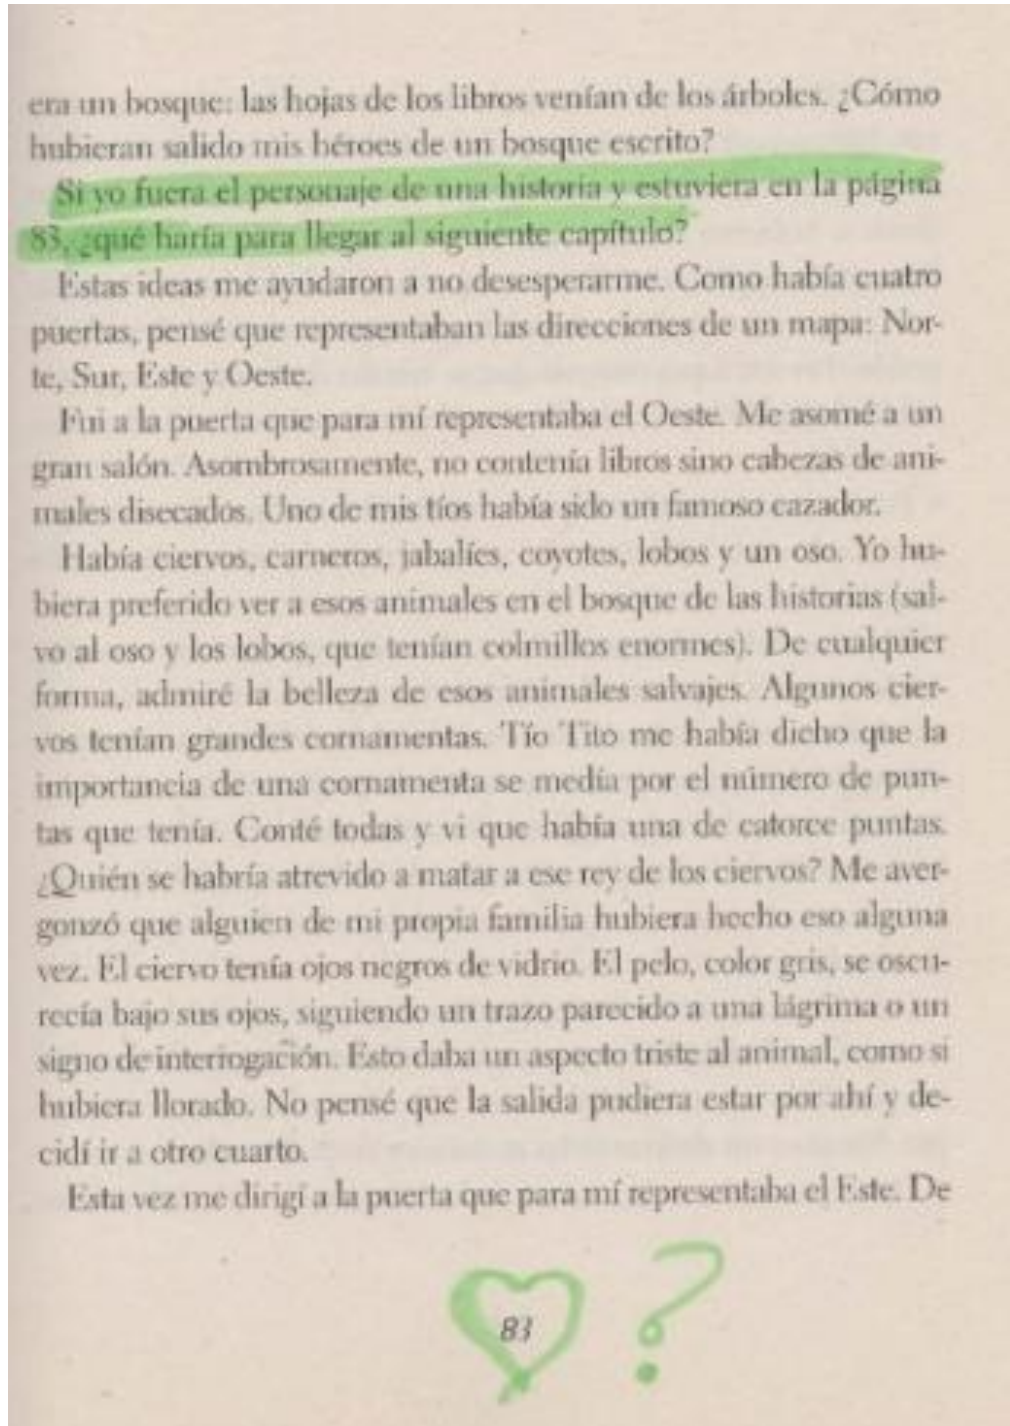 era un bosque: las hojas de los libros venían de los árboles. ¿Cómo
hubieran salido mis héroes de un bosque escrito?
Si yo fuera el personaje de una historia y estuviera en la página
83, ¿qué haría para llegar al siguiente capítulo?
Estas ideas me ayudaron a no desesperarme. Como había cuatro
puertas, pensé que representaban las direcciones de un mapa: Nor-
te, Sur, Este y Oeste.
Fui a la puerta que para mí representaba el Oeste. Me asomé a un
gran salón. Asombrosamente, no contenía libros sino cabezas de ani-
males disecados. Uno de mis tíos había sido un famoso cazador.
Había ciervos, carneros, jabalíes, coyotes, lobos y un oso. Yo hu-
biera preferido ver a esos animales en el bosque de las historias (sal-
vo al oso y los lobos, que tenían colmillos enormes). De cualquier
forma, admiré la belleza de esos animales salvajes. Algunos cier-
vos tenían grandes cornamentas. Tío Tito me había dicho que la
importancia de una cornamenta se medía por el número de pun-
tas que tenía. Conté todas y vi que había una de catorce puntas.
¿Quién se habría atrevido a matar a ese rey de los ciervos? Me aver-
gonzó que alguien de mi propia familia hubiera hecho eso alguna
vez. El ciervo tenía ojos negros de vidrio. El pelo, color gris, se oscu-
recía bajo sus ojos, siguiendo un trazo parecido a una lágrima o un
signo de interrogación. Esto daba un aspecto triste al animal, como si
hubiera llorado. No pensé que la salida pudiera estar por ahí y de-
cidí ir a otro cuarto.
Esta vez me dirigí a la puerta que para mí representaba el Este. De
83 ?